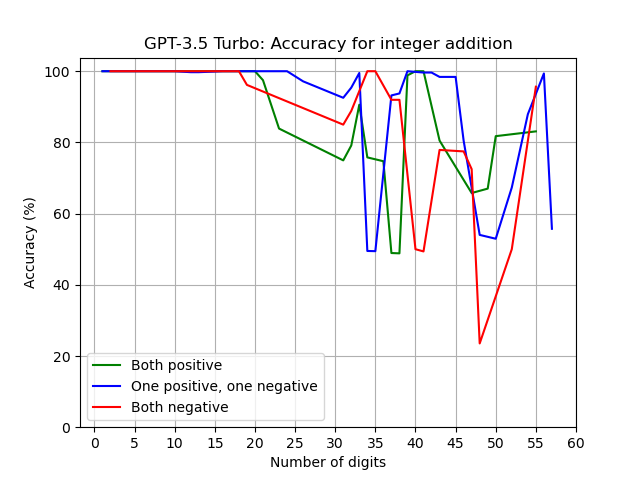 GPT-3.5 Turbo: Accuracy for integer addition
100
80
60
40
20
0
Accuracy (%)
Both positive
One positive, one negative
Both negative
0 5 10 15 20 25 30 35 40 45 50 55 60
Number of digits